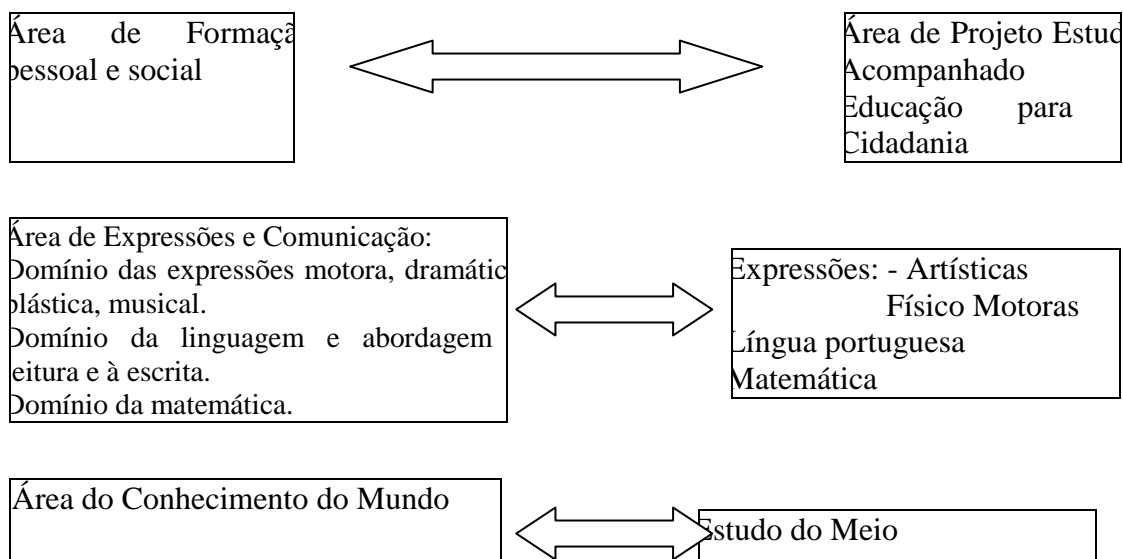 Área de Formaçã
pessoal e social
Área de Projeto Estud
Acompanhado
Educação para
Cidadania
Área de Expressões e Comunicação:
Domínio das expressões motora, dramátic
plástica, musical.
Domínio da linguagem e abordagem
leitura e à escrita.
Domínio da matemática.
Expressões: - Artísticas
Físico Motoras
Língua portuguesa
Matemática
Área do Conhecimento do Mundo
Estudo do Meio